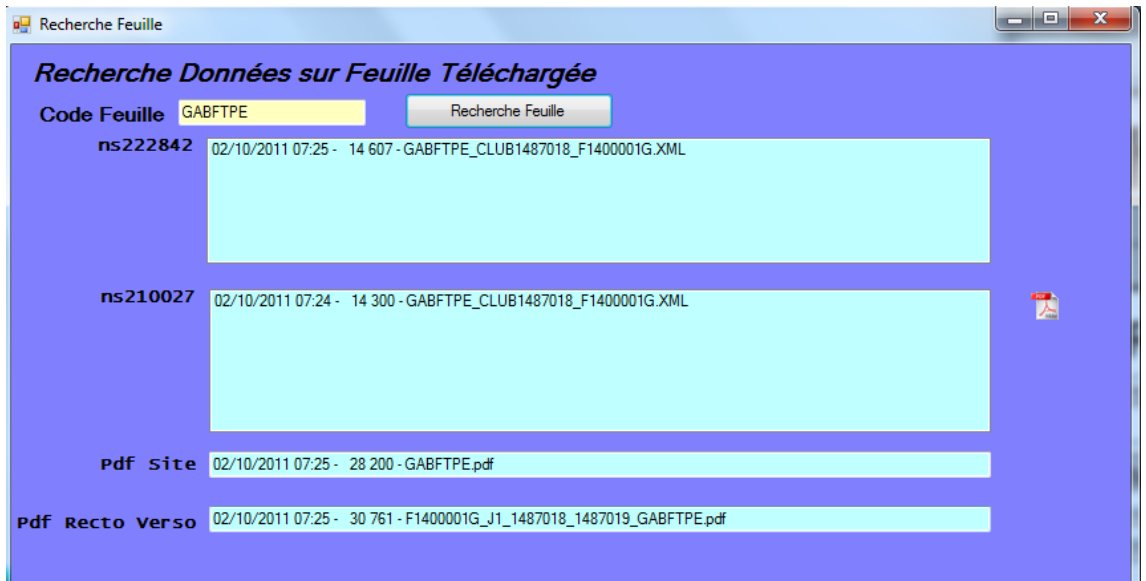 Recherche Feuille
Recherche Données sur Feuille Téléchargée
Code Feuille GABFTPE Recherche Feuille
ns222842 02/10/2011 07:25 - 14 607 - GABFTPE_CLUB1487018_F1400001G.XML
ns210027 02/10/2011 07:24 - 14 300 - GABFTPE_CLUB1487018_F1400001G.XML
PDF
Pdf Site 02/10/2011 07:25 - 28 200 - GABFTPE.pdf
Pdf Recto Verso 02/10/2011 07:25 - 30 761 - F1400001G_J1_1487018_1487019_GABFTPE.pdf